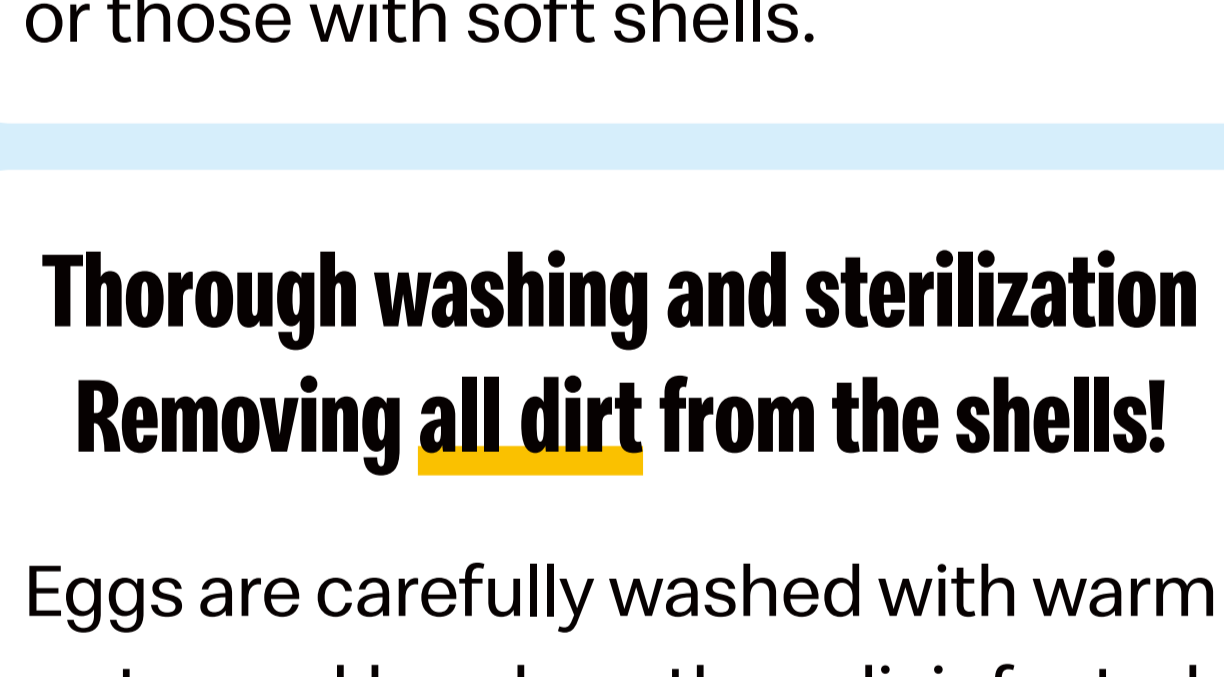 or those with soft shells.
Thorough washing and sterilization
Removing all dirt from the shells!
Eggs are carefully washed with warm